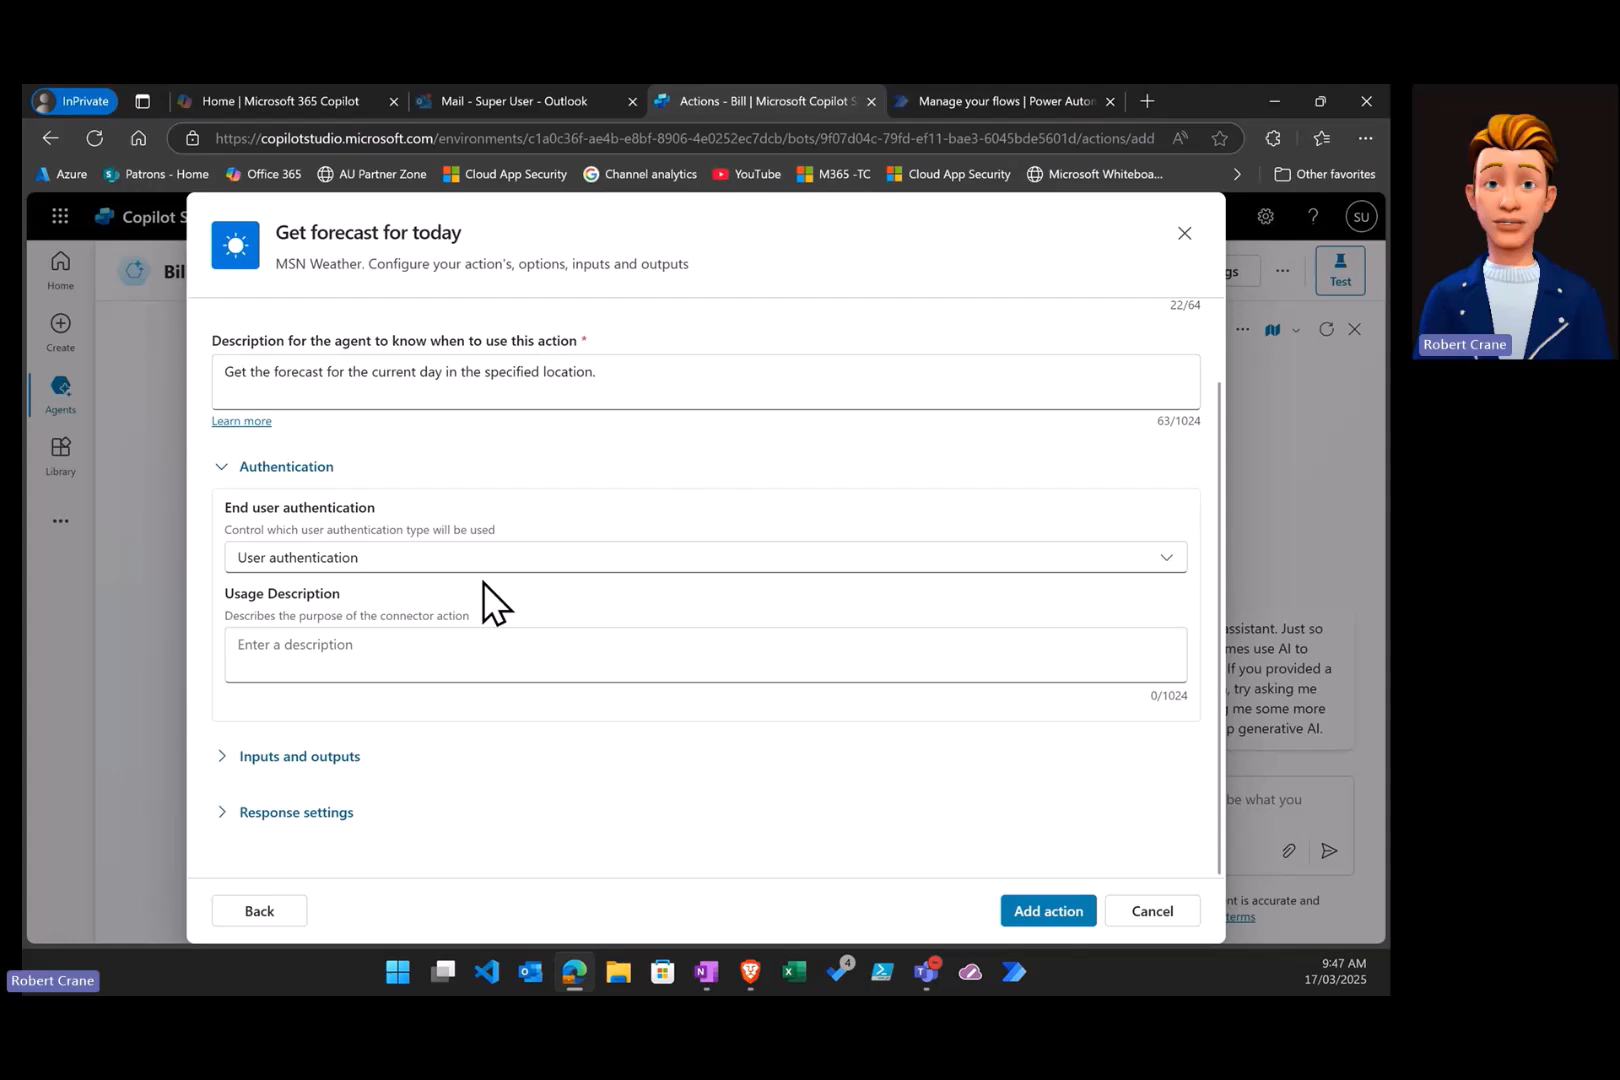 InPrivate
Home | Microsoft 365 Copilot
Mail - Super User - Outlook
Actions - Bill | Microsoft Copilot S
Manage your flows | Power Auton
https://copilotstudio.microsoft.com/environments/c1a0c36f-ae4b-e8bf-8906-4e0252ec7dcb/bots/9f07d04c-79fd-ef11-bae3-6045bde5601d/actions/add
Azure
Patrons - Home
Office 365
AU Partner Zone
Cloud App Security
Channel analytics
YouTube
M365 -TC
Cloud App Security
Microsoft Whiteboa...
Other favorites
Copilot S
SU
Home
Create
Agents
Library
Bil
gs
Test
Get forecast for today
MSN Weather. Configure your action's, options, inputs and outputs
22/64
Description for the agent to know when to use this action *
Get the forecast for the current day in the specified location.
Learn more
63/1024
Authentication
End user authentication
Control which user authentication type will be used
User authentication
Usage Description
Describes the purpose of the connector action
Enter a description
0/1024
Inputs and outputs
Response settings
Back
Add action
Cancel
assistant. Just so
mes use AI to
If you provided a
, try asking me
g me some more
p generative AI.
be what you
nt is accurate and
terms
4
9:47 AM
17/03/2025
Robert Crane
Robert Crane